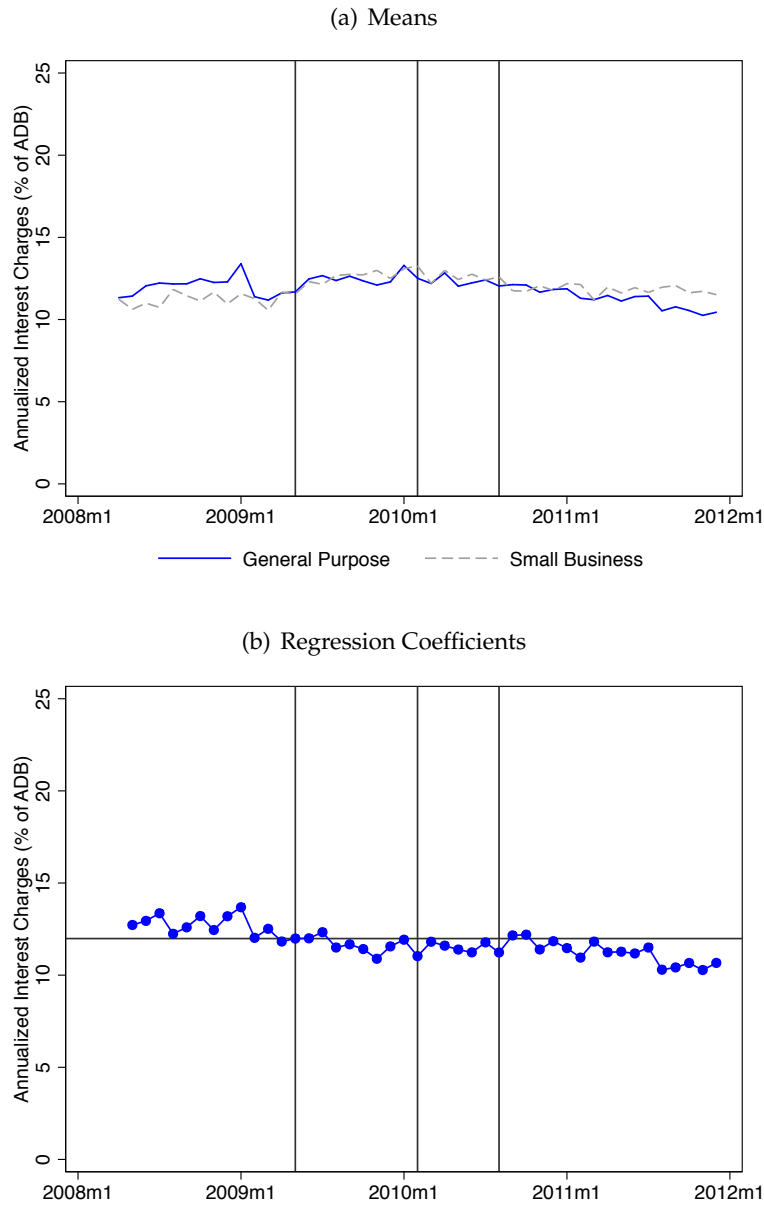 (a) Means
Annualized Interest Charges (% of ADB)
25
20
15
10
5
0
2008m1 2009m1 2010m1 2011m1 2012m1
General Purpose Small Business
(b) Regression Coefficients
Annualized Interest Charges (% of ADB)
25
20
15
10
5
0
2008m1 2009m1 2010m1 2011m1 2012m1